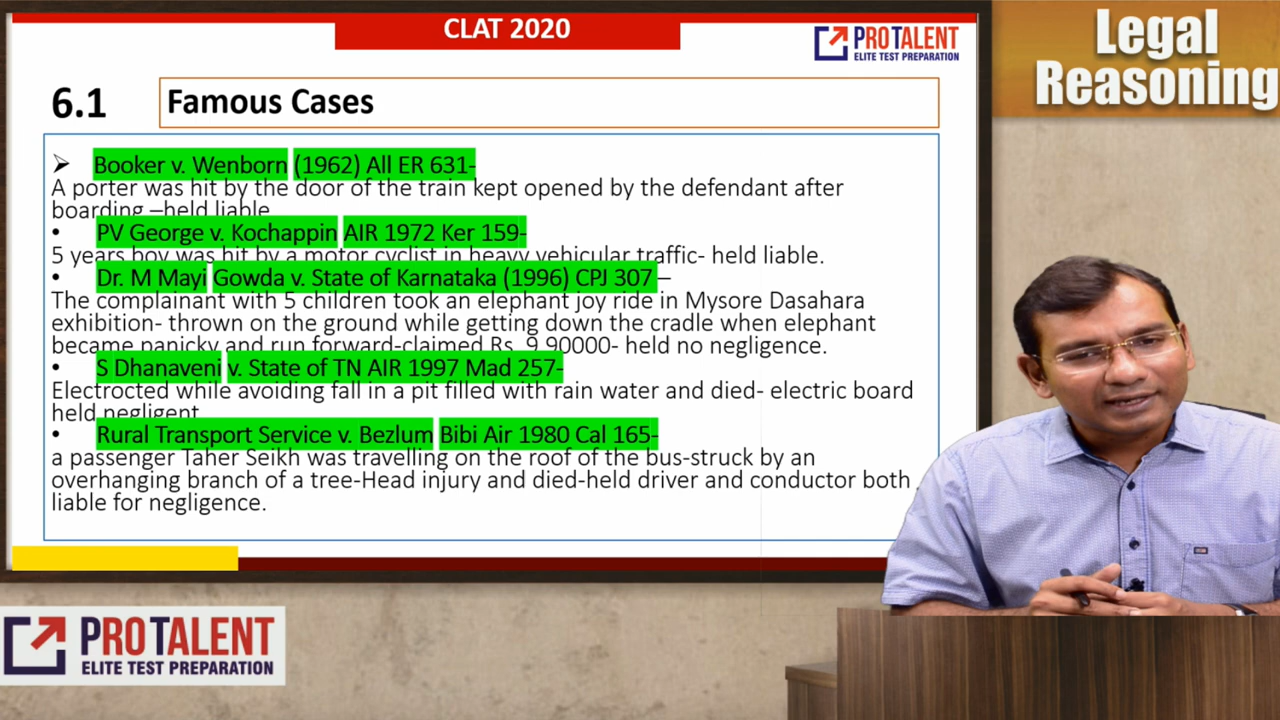 CLAT 2020
PROTALENT
ELITE TEST PREPARATION
Legal
Reasoning
6.1 Famous Cases
Booker v. Wenborn (1962) All ER 631-
A porter was hit by the door of the train kept opened by the defendant after
boarding –held liable
• PV George v. Kochappin AIR 1972 Ker 159-
5 years boy was hit by a motor cyclist in heavy vehicular traffic- held liable.
• Dr. M Mayi Gowda v. State of Karnataka (1996) CPJ 307 –
The complainant with 5 children took an elephant joy ride in Mysore Dasahara
exhibition- thrown on the ground while getting down the cradle when elephant
became panicky and run forward-claimed Rs. 9,90000- held no negligence.
• S Dhanaveni v. State of TN AIR 1997 Mad 257-
Electrocted while avoiding fall in a pit filled with rain water and died- electric board
held negligent
• Rural Transport Service v. Bezlum Bibi Air 1980 Cal 165-
a passenger Taher Seikh was travelling on the roof of the bus-struck by an
overhanging branch of a tree-Head injury and died-held driver and conductor both
liable for negligence.
PROTALENT
ELITE TEST PREPARATION